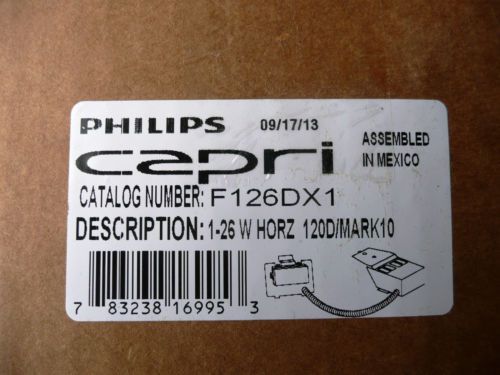 PHILIPS 09/17/13
capri
ASSEMBLED
IN MEXICO
CATALOG NUMBER: F126DX1
DESCRIPTION: 1-26 W HORZ 120D/MARK10
7 83238 16995 3